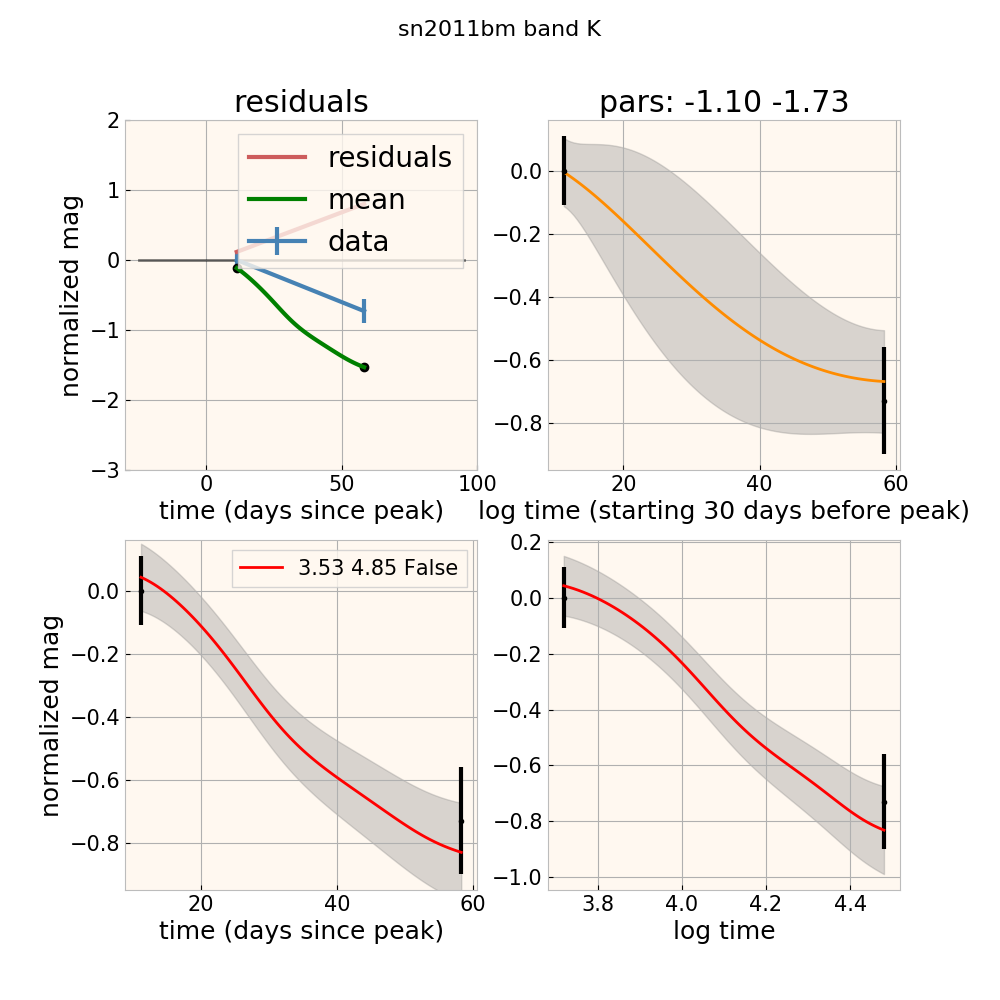 sn2011bm band K
residuals
pars: -1.10 -1.73
2
1
0
−1
−2
−3
normalized mag
residuals
mean
data
0
50
100
time (days since peak)
0.0
−0.2
−0.4
−0.6
−0.8
20
40
60
log time (starting 30 days before peak)
0.0
−0.2
−0.4
−0.6
−0.8
normalized mag
3.53 4.85 False
20
40
60
time (days since peak)
0.2
0.0
−0.2
−0.4
−0.6
−0.8
−1.0
3.8
4.0
4.2
4.4
log time